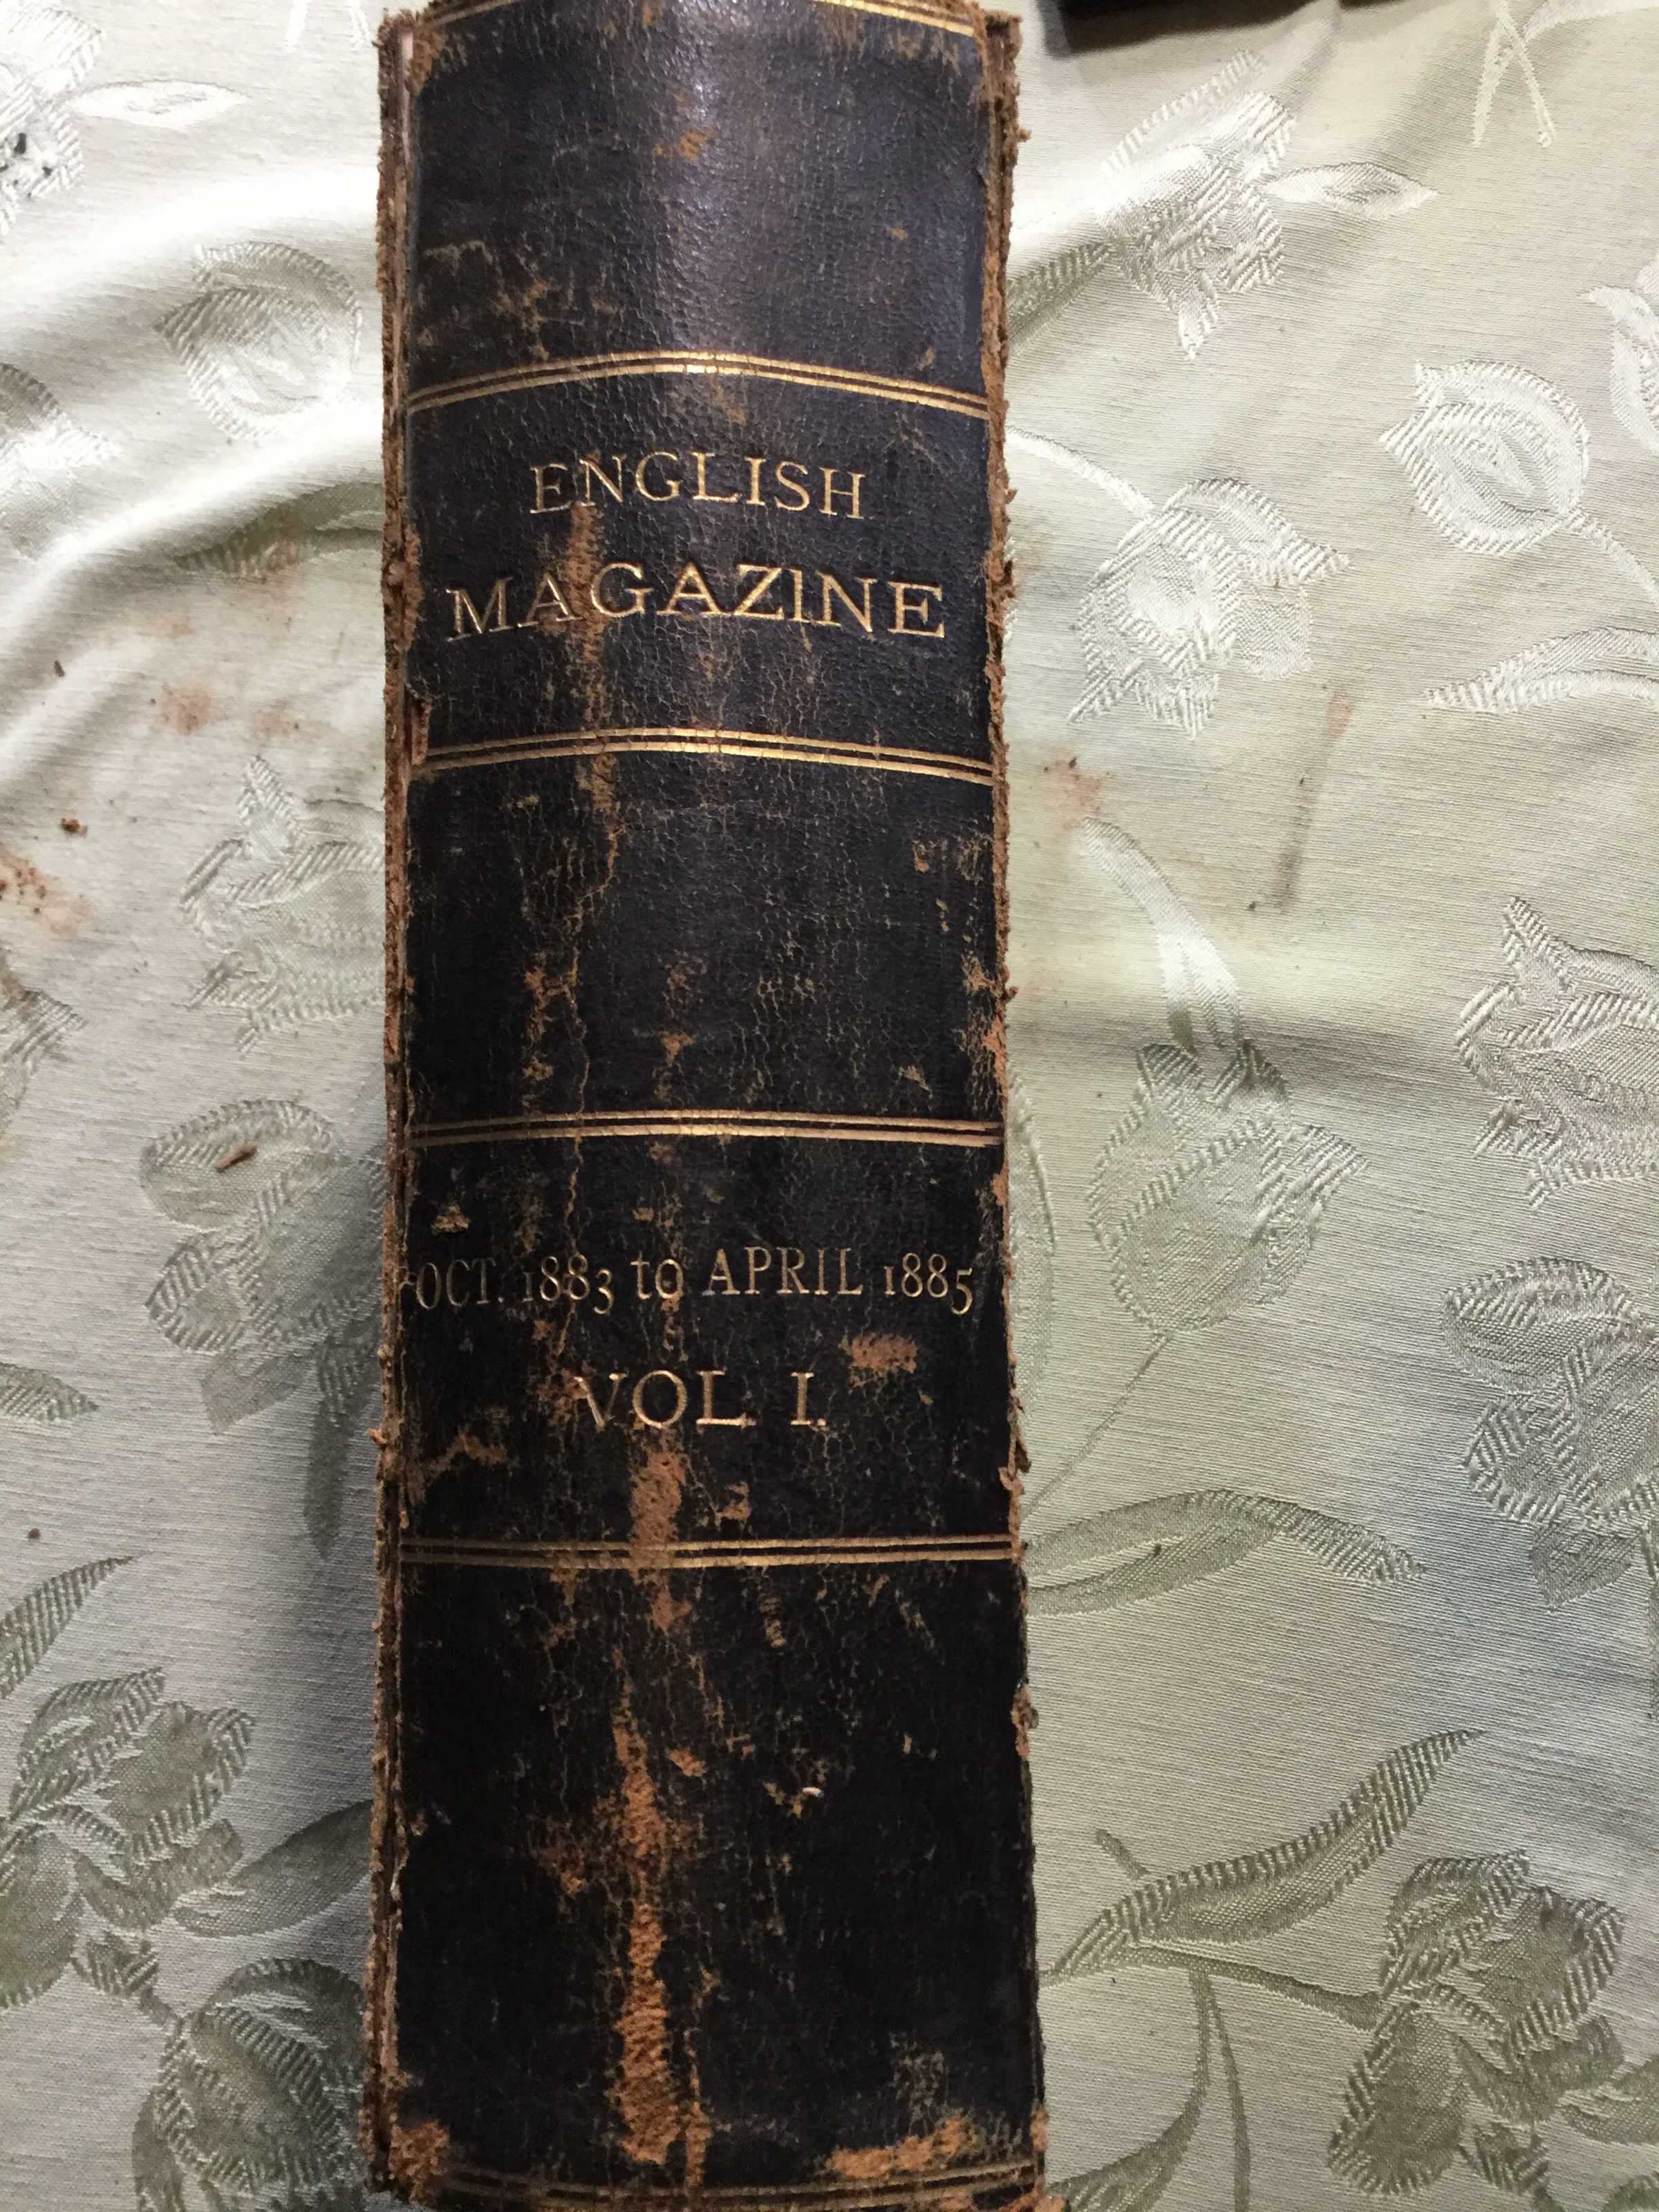 ENGLISH
MAGAZINE
OCT. 1883 to APRIL 1885
VOL. I.